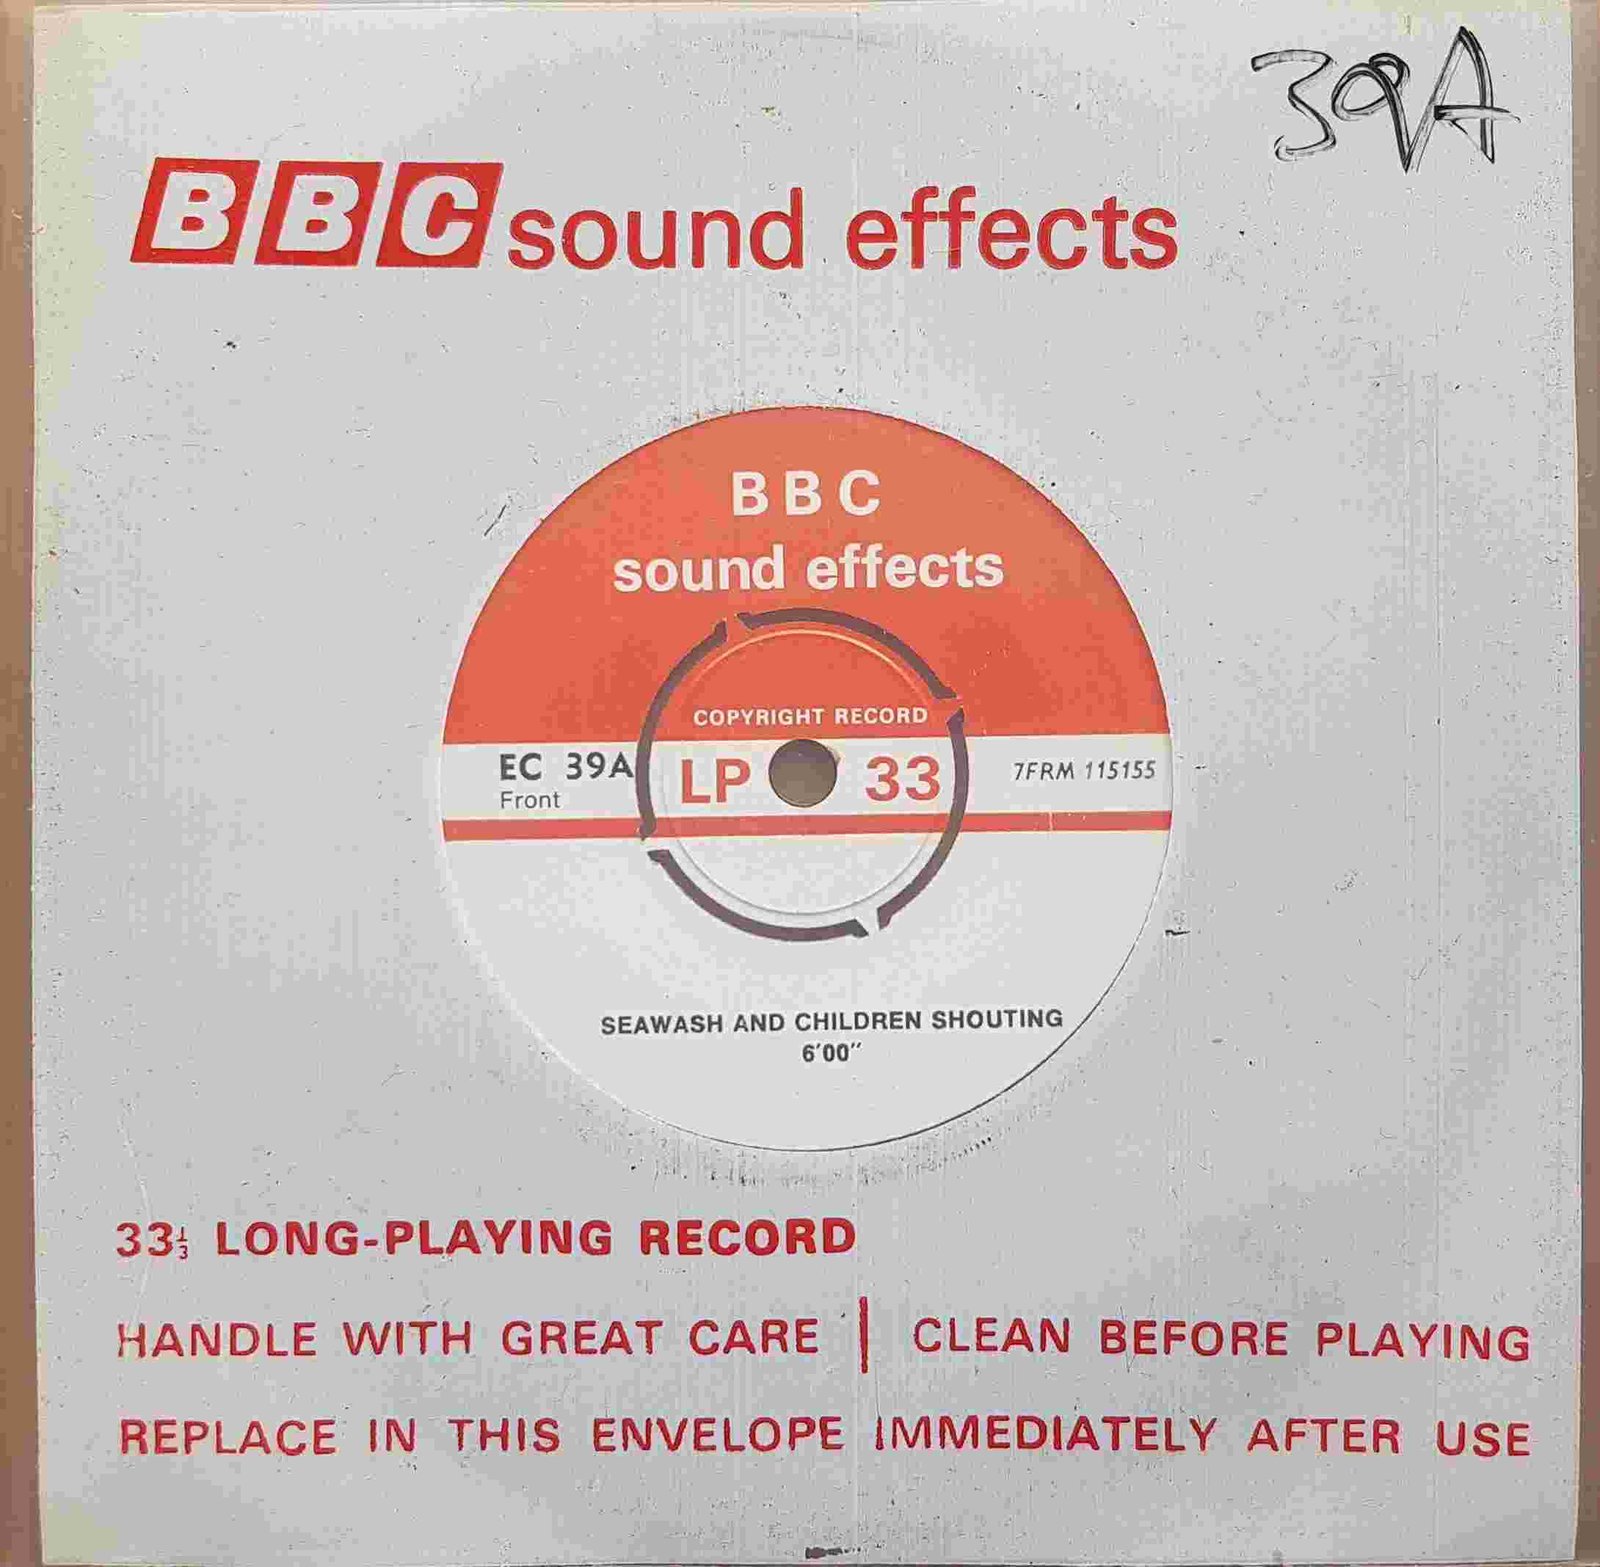 39A
BBC sound effects
BBC
sound effects
COPYRIGHT RECORD
EC 39A LP 33 7FRM 115155
Front
SEAWASH AND CHILDREN SHOUTING
6'00"
33⅓ LONG-PLAYING RECORD
HANDLE WITH GREAT CARE | CLEAN BEFORE PLAYING
REPLACE IN THIS ENVELOPE IMMEDIATELY AFTER USE